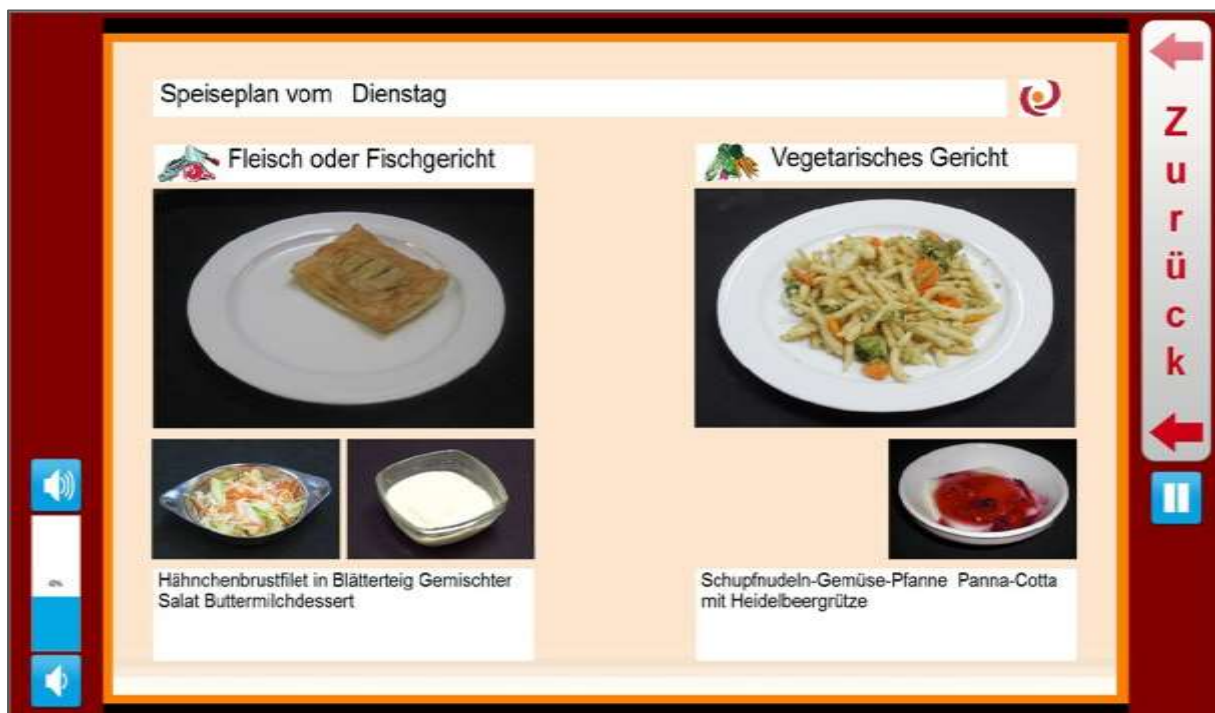 Speiseplan vom Dienstag
Fleisch oder Fischgericht
Vegetarisches Gericht
Hähnchenbrustfilet in Blätterteig Gemischter
Salat Buttermilchdessert
Schupfnudeln-Gemüse-Pfanne Panna-Cotta
mit Heidelbeergrütze
Zurück